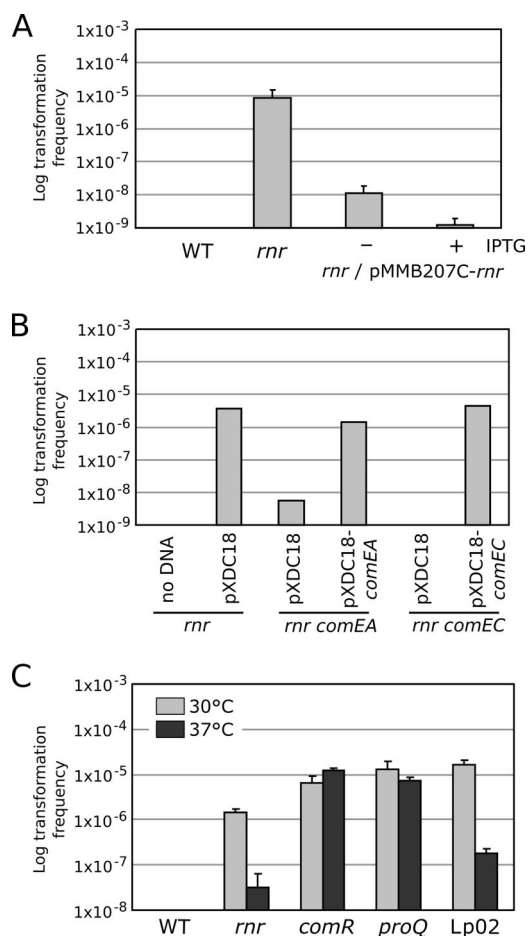 A
Log transformation
frequency
1x10⁻³
1x10⁻⁴
1x10⁻⁵
1x10⁻⁶
1x10⁻⁷
1x10⁻⁸
1x10⁻⁹
WT rnr − + IPTG
rnr / pMMB207C-rnr
B
Log transformation
frequency
1x10⁻³
1x10⁻⁴
1x10⁻⁵
1x10⁻⁶
1x10⁻⁷
1x10⁻⁸
1x10⁻⁹
no DNA
pXDC18
pXDC18
pXDC18-
comEA
pXDC18
pXDC18-
comEC
rnr rnr comEA rnr comEC
C
Log transformation
frequency
1x10⁻³
1x10⁻⁴
1x10⁻⁵
1x10⁻⁶
1x10⁻⁷
1x10⁻⁸
30°C
37°C
WT rnr comR proQ Lp02